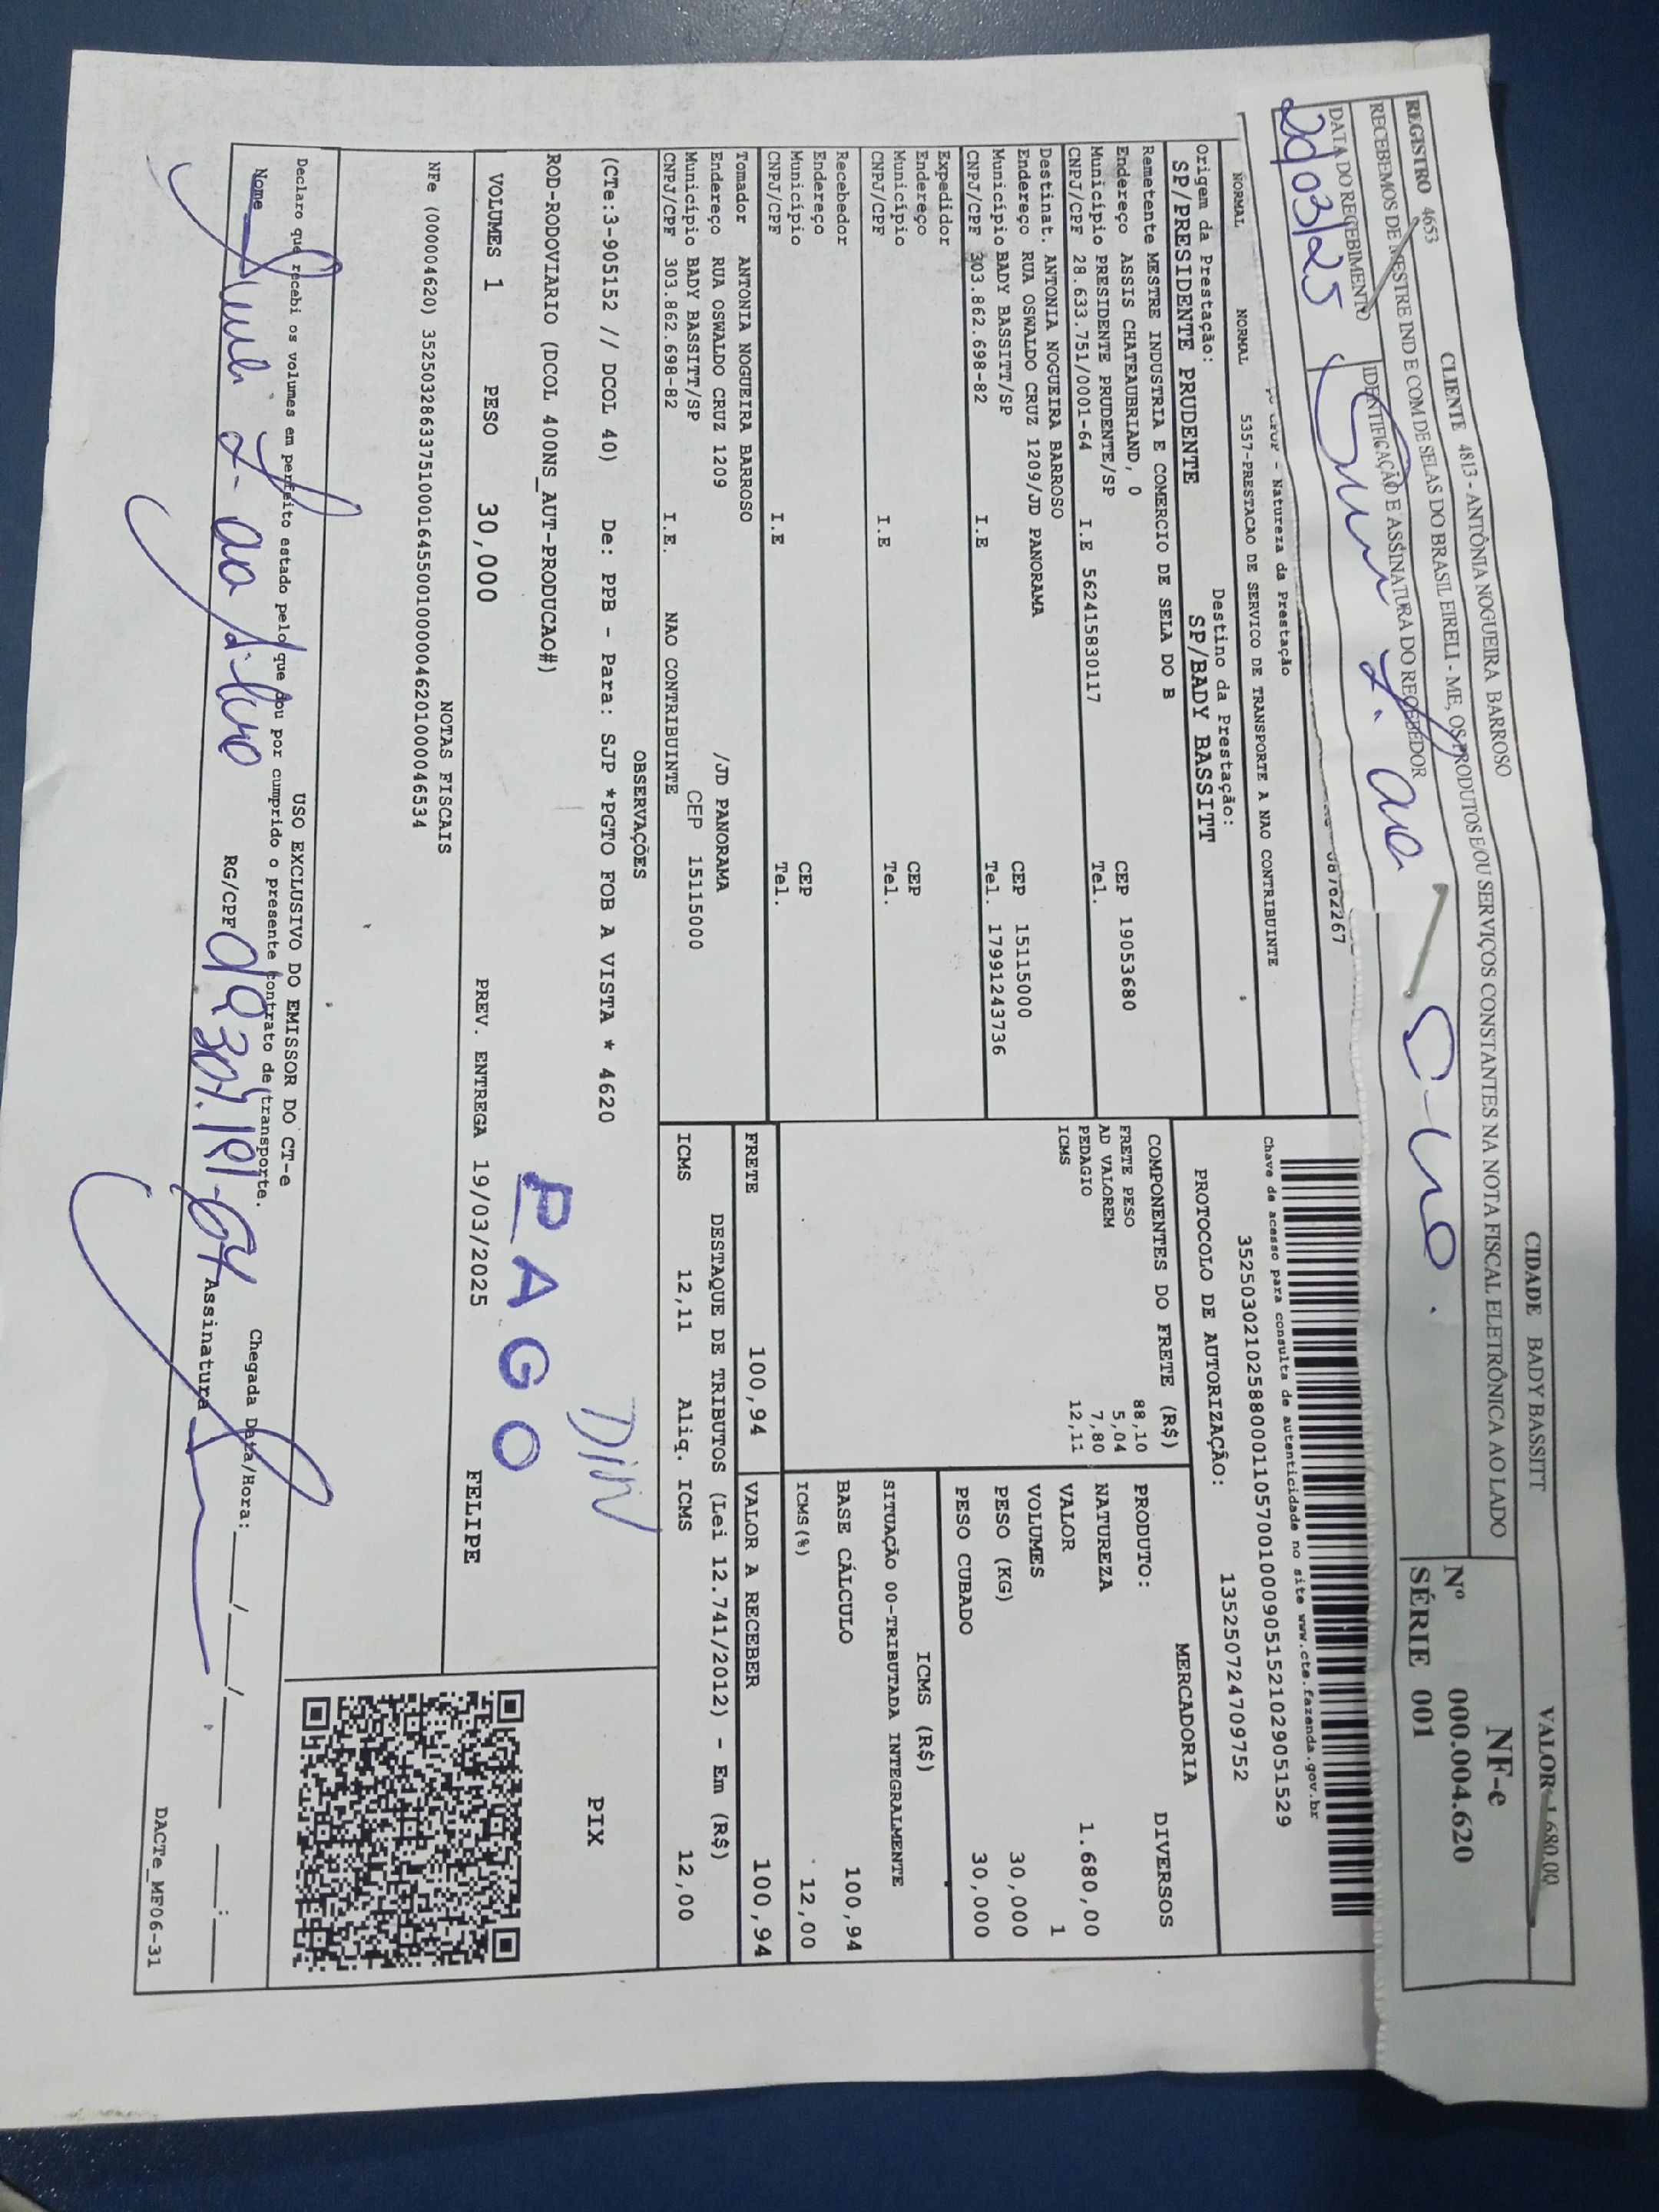 REGISTRO 4653 CLIENTE 4813 - ANTÔNIA NOGUEIRA BARROSO CIDADE BADY BASSITT VALOR 1.680,00
RECEBEMOS DE MESTRE IND E COM DE SELAS DO BRASIL EIRELI - ME, OS PRODUTOS E/OU SERVIÇOS CONSTANTES NA NOTA FISCAL ELETRÔNICA AO LADO
NF-e
Nº 000.004.620
SÉRIE 001
DATA DO RECEBIMENTO IDENTIFICAÇÃO E ASSINATURA DO RECEBEDOR
03/25
08762267
CFOP - Natureza da Prestação
NORMAL NORMAL 5357-PRESTACAO DE SERVICO DE TRANSPORTE A NAO CONTRIBUINTE
Chave de acesso para consulta de autenticidade no site www.cte.fazenda.gov.br
35250302102588000110570010009051521029051529
PROTOCOLO DE AUTORIZAÇÃO: 135250724709752
Origem da Prestação: Destino da Prestação:
SP/PRESIDENTE PRUDENTE SP/BADY BASSITT
Remetente MESTRE INDUSTRIA E COMERCIO DE SELA DO B
Endereço ASSIS CHATEAUBRIAND, 0 CEP 19053680
Município PRESIDENTE PRUDENTE/SP Tel.
CNPJ/CPF 28.633.751/0001-64 I.E 562415830117
Destinat. ANTONIA NOGUEIRA BARROSO
Endereço RUA OSWALDO CRUZ 1209/JD PANORAMA CEP 15115000
Município BADY BASSITT/SP Tel. 17991243736
CNPJ/CPF 303.862.698-82 I.E
Expedidor
Endereço CEP
Município Tel.
CNPJ/CPF I.E
Recebedor
Endereço CEP
Município Tel.
CNPJ/CPF I.E
Tomador ANTONIA NOGUEIRA BARROSO
Endereço RUA OSWALDO CRUZ 1209 /JD PANORAMA
Município BADY BASSITT/SP CEP 15115000
CNPJ/CPF 303.862.698-82 I.E. NAO CONTRIBUINTE
COMPONENTES DO FRETE (R$)
FRETE PESO 88,10
AD VALOREM 5,04
PEDAGIO 7,80
ICMS 12,11
MERCADORIA
PRODUTO: DIVERSOS
NATUREZA
VALOR 1.680,00
VOLUMES 1
PESO (KG) 30,000
PESO CUBADO 30,000
ICMS (R$)
SITUAÇÃO 00-TRIBUTADA INTEGRALMENTE
BASE CÁLCULO 100,94
ICMS(%) 12,00
FRETE 100,94 VALOR A RECEBER 100,94
DESTAQUE DE TRIBUTOS (Lei 12.741/2012) - Em (R$)
ICMS 12,11 Aliq. ICMS 12,00
OBSERVAÇÕES
(CTe:3-905152 // DCOL 40) De: PPB - Para: SJP *PGTO FOB A VISTA * 4620
DIN
ROD-RODOVIARIO (DCOL 400NS_AUT-PRODUCAO#)
PAGO
VOLUMES 1 PESO 30,000 PREV. ENTREGA 19/03/2025 FELIPE
PIX
NOTAS FISCAIS
NFe (00004620) 35250328633751000164550010000046201000046534
USO EXCLUSIVO DO EMISSOR DO CT-e
Declaro que recebi os volumes em perfeito estado pelo que dou por cumprido o presente contrato de transporte.
Chegada Data/Hora:
Nome RG/CPF Assinatura
DACTe_MF06-31